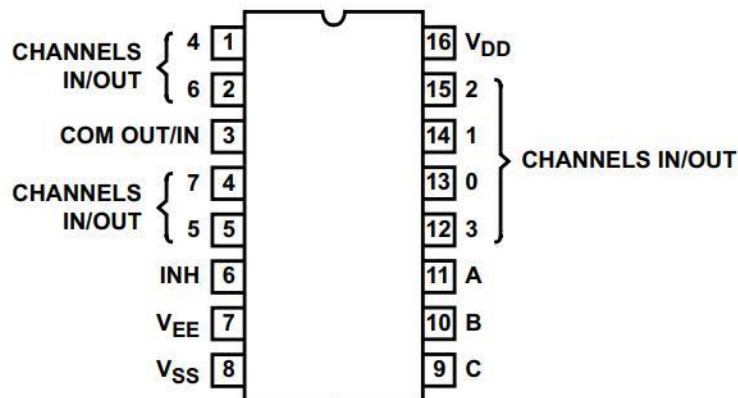 CHANNELS
IN/OUT
4 1
6 2
COM OUT/IN 3
CHANNELS
IN/OUT
7 4
5 5
INH 6
VEE 7
VSS 8
16 VDD
15 2
14 1
13 0
12 3
CHANNELS IN/OUT
11 A
10 B
9 C